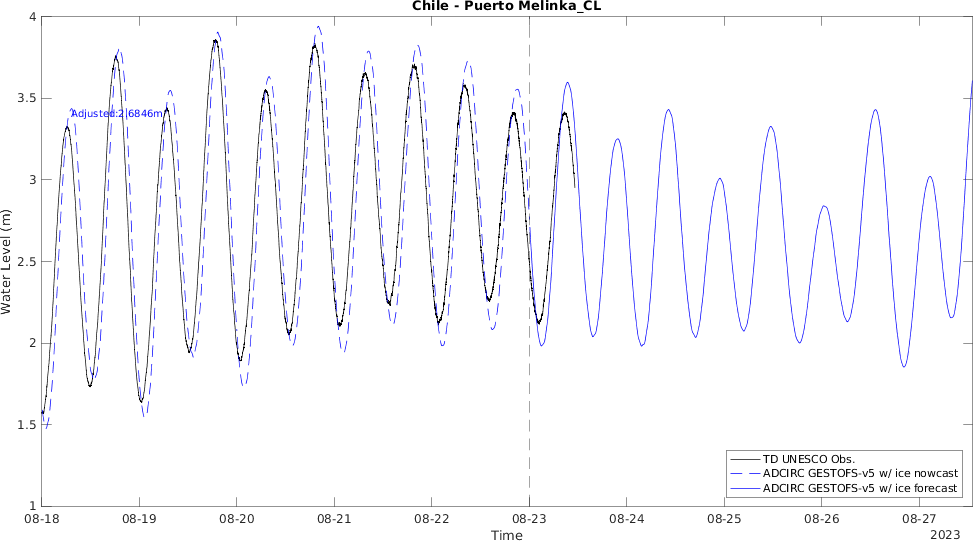 Chile - Puerto Melinka_CL
4
3.5
3
2.5
2
1.5
1
Water Level (m)
Adjusted:2.6846m
TD UNESCO Obs.
ADCIRC GESTOFS-v5 w/ ice nowcast
ADCIRC GESTOFS-v5 w/ ice forecast
08-18 08-19 08-20 08-21 08-22 08-23 08-24 08-25 08-26 08-27
Time
2023